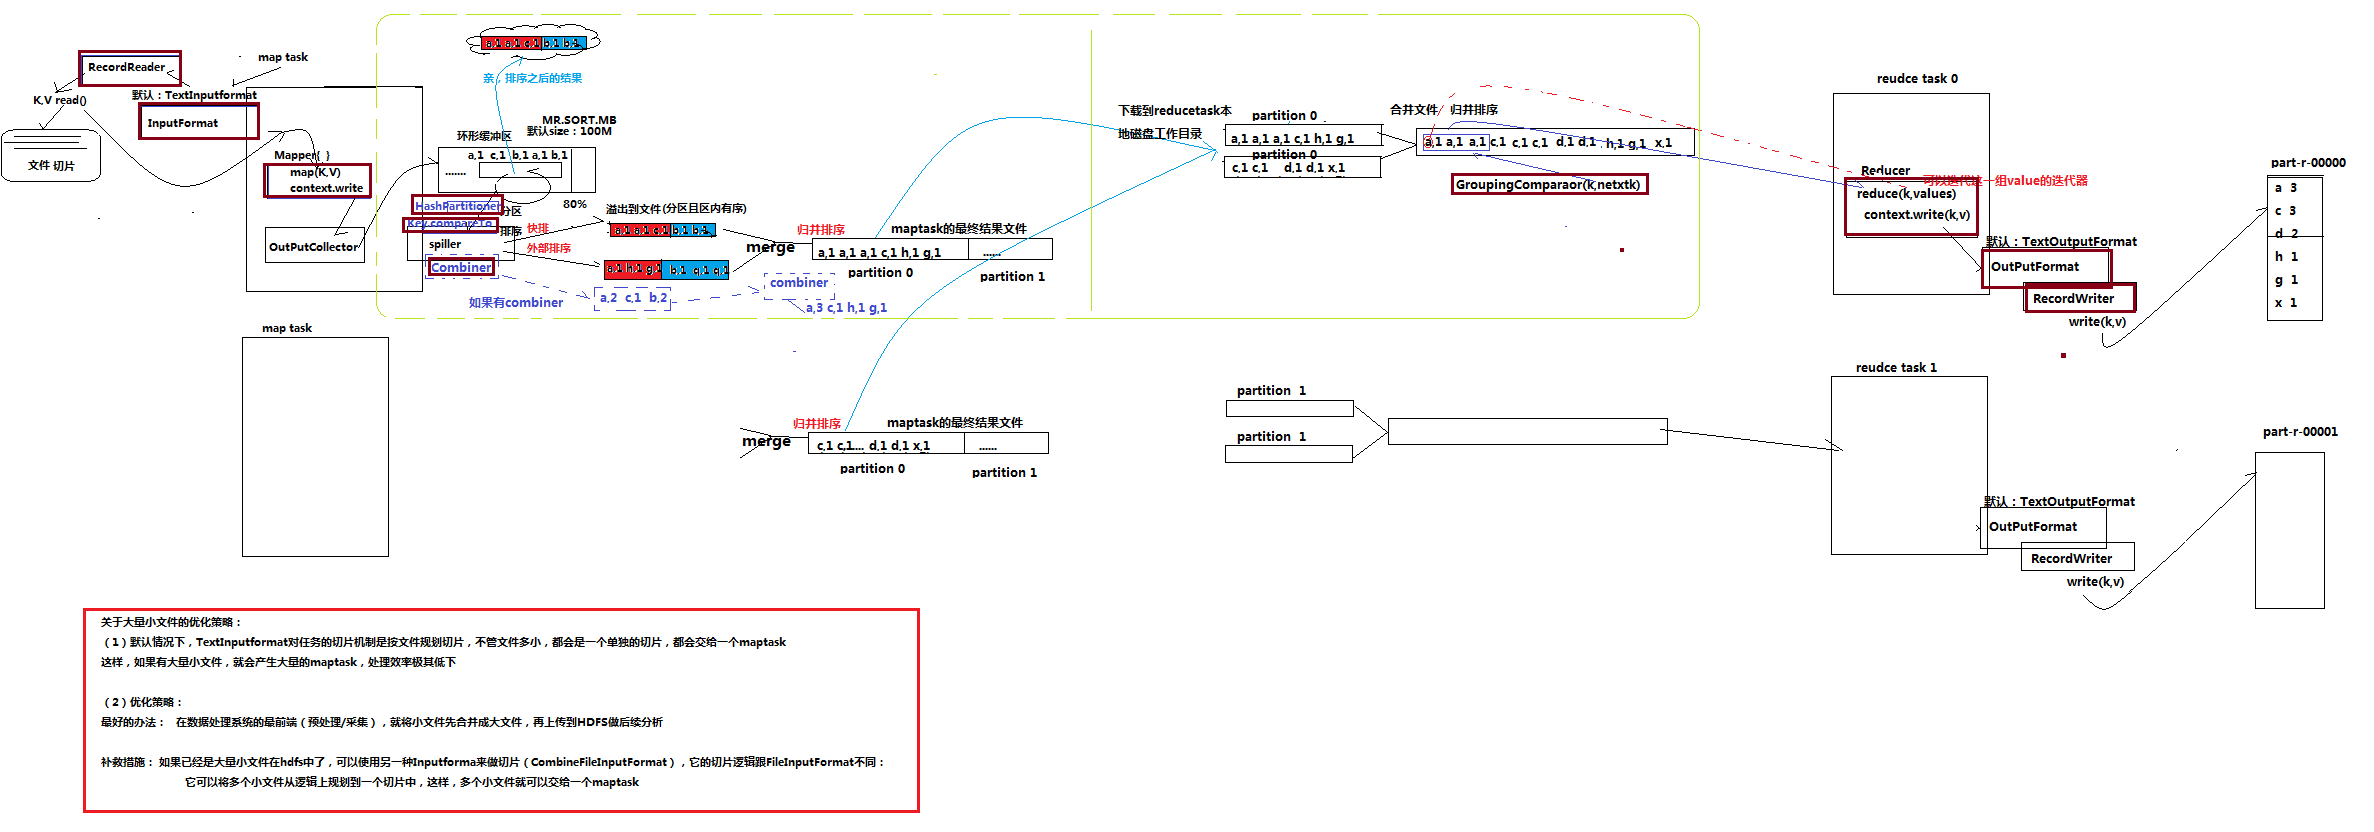 a,1 a,1 c,1 b,1 b,1
亲，排序之后的结果
RecordReader
map task
K,V read()
默认：TextInputformat
InputFormat
文件 切片
Mapper{ }
map(K,V)
context.write
OutPutCollector
MR.SORT.MB
默认size：100M
环形缓冲区
a,1 c,1 b,1 a,1 b,1
.......
80%
HashPartitioner
分区
Key.compareTo
排序
spiller
Combiner
快排
外部排序
溢出到文件(分区且区内有序)
a,1 a,1 c,1 b,1 b,1
a,1 h,1 g,1 b,1 q,1 q,1
如果有combiner
a,2 c,1 b,2
combiner
a,3 c,1 h,1 g,1
merge
归并排序
maptask的最终结果文件
a,1 a,1 a,1 c,1 h,1 g,1
......
partition 0
partition 1
下载到reducetask本
地磁盘工作目录
partition 0
a,1 a,1 a,1 c,1 h,1 g,1
partition 0
c,1 c,1 d,1 d,1 x,1
合并文件
归并排序
a,1 a,1 a,1 c,1 c,1 c,1 d,1 d,1 h,1 g,1 x,1
GroupingComparaor(k,netxtk)
reudce task 0
Reducer
可以迭代这一组value的迭代器
reduce(k,values)
context.write(k,v)
默认：TextOutputFormat
OutPutFormat
RecordWriter
write(k,v)
part-r-00000
a 3
c 3
d 2
h 1
g 1
x 1
map task
merge
归并排序
maptask的最终结果文件
c,1 c,1.... d,1 d,1 x,1
......
partition 0
partition 1
partition 1
partition 1
reudce task 1
默认：TextOutputFormat
OutPutFormat
RecordWriter
write(k,v)
part-r-00001
关于大量小文件的优化策略：
（1）默认情况下，TextInputformat对任务的切片机制是按文件规划切片，不管文件多小，都会是一个单独的切片，都会交给一个maptask
这样，如果有大量小文件，就会产生大量的maptask，处理效率极其低下
（2）优化策略：
最好的办法： 在数据处理系统的最前端（预处理/采集），就将小文件先合并成大文件，再上传到HDFS做后续分析
补救措施： 如果已经是大量小文件在hdfs中了，可以使用另一种Inputforma来做切片（CombineFileInputFormat），它的切片逻辑跟FileInputFormat不同：
它可以将多个小文件从逻辑上规划到一个切片中，这样，多个小文件就可以交给一个maptask